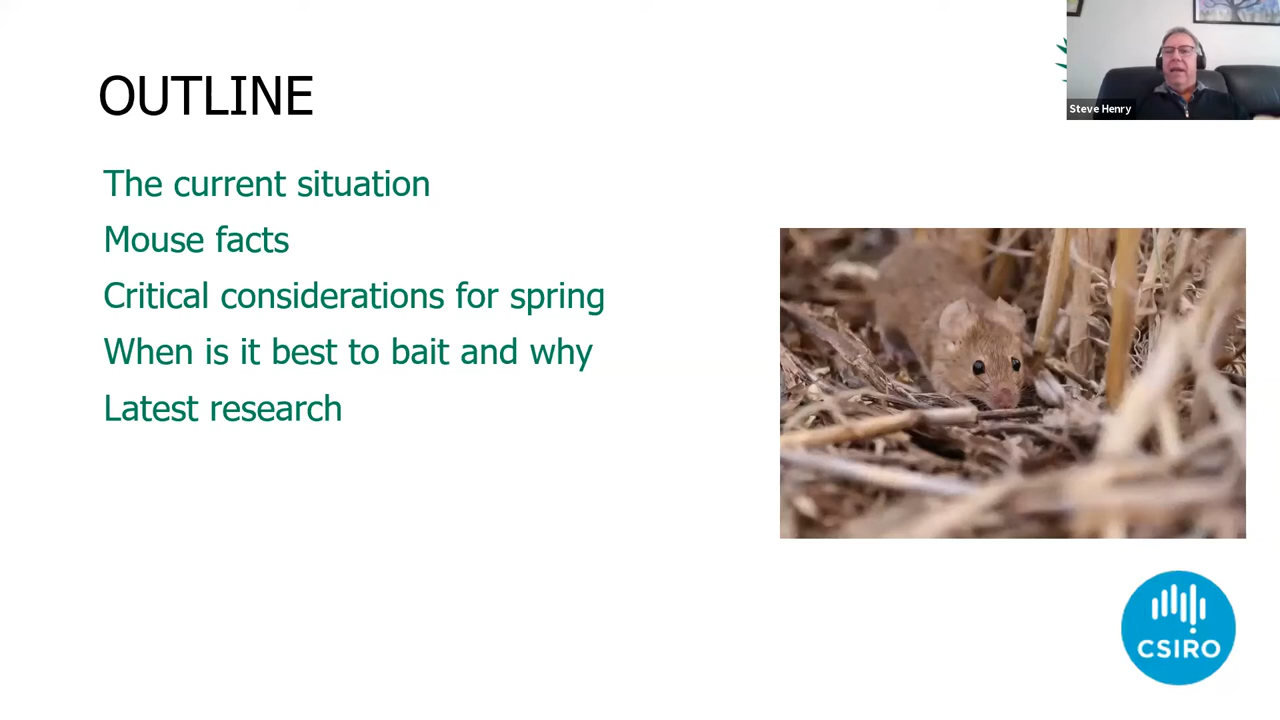 OUTLINE
Steve Henry
The current situation
Mouse facts
Critical considerations for spring
When is it best to bait and why
Latest research
CSIRO